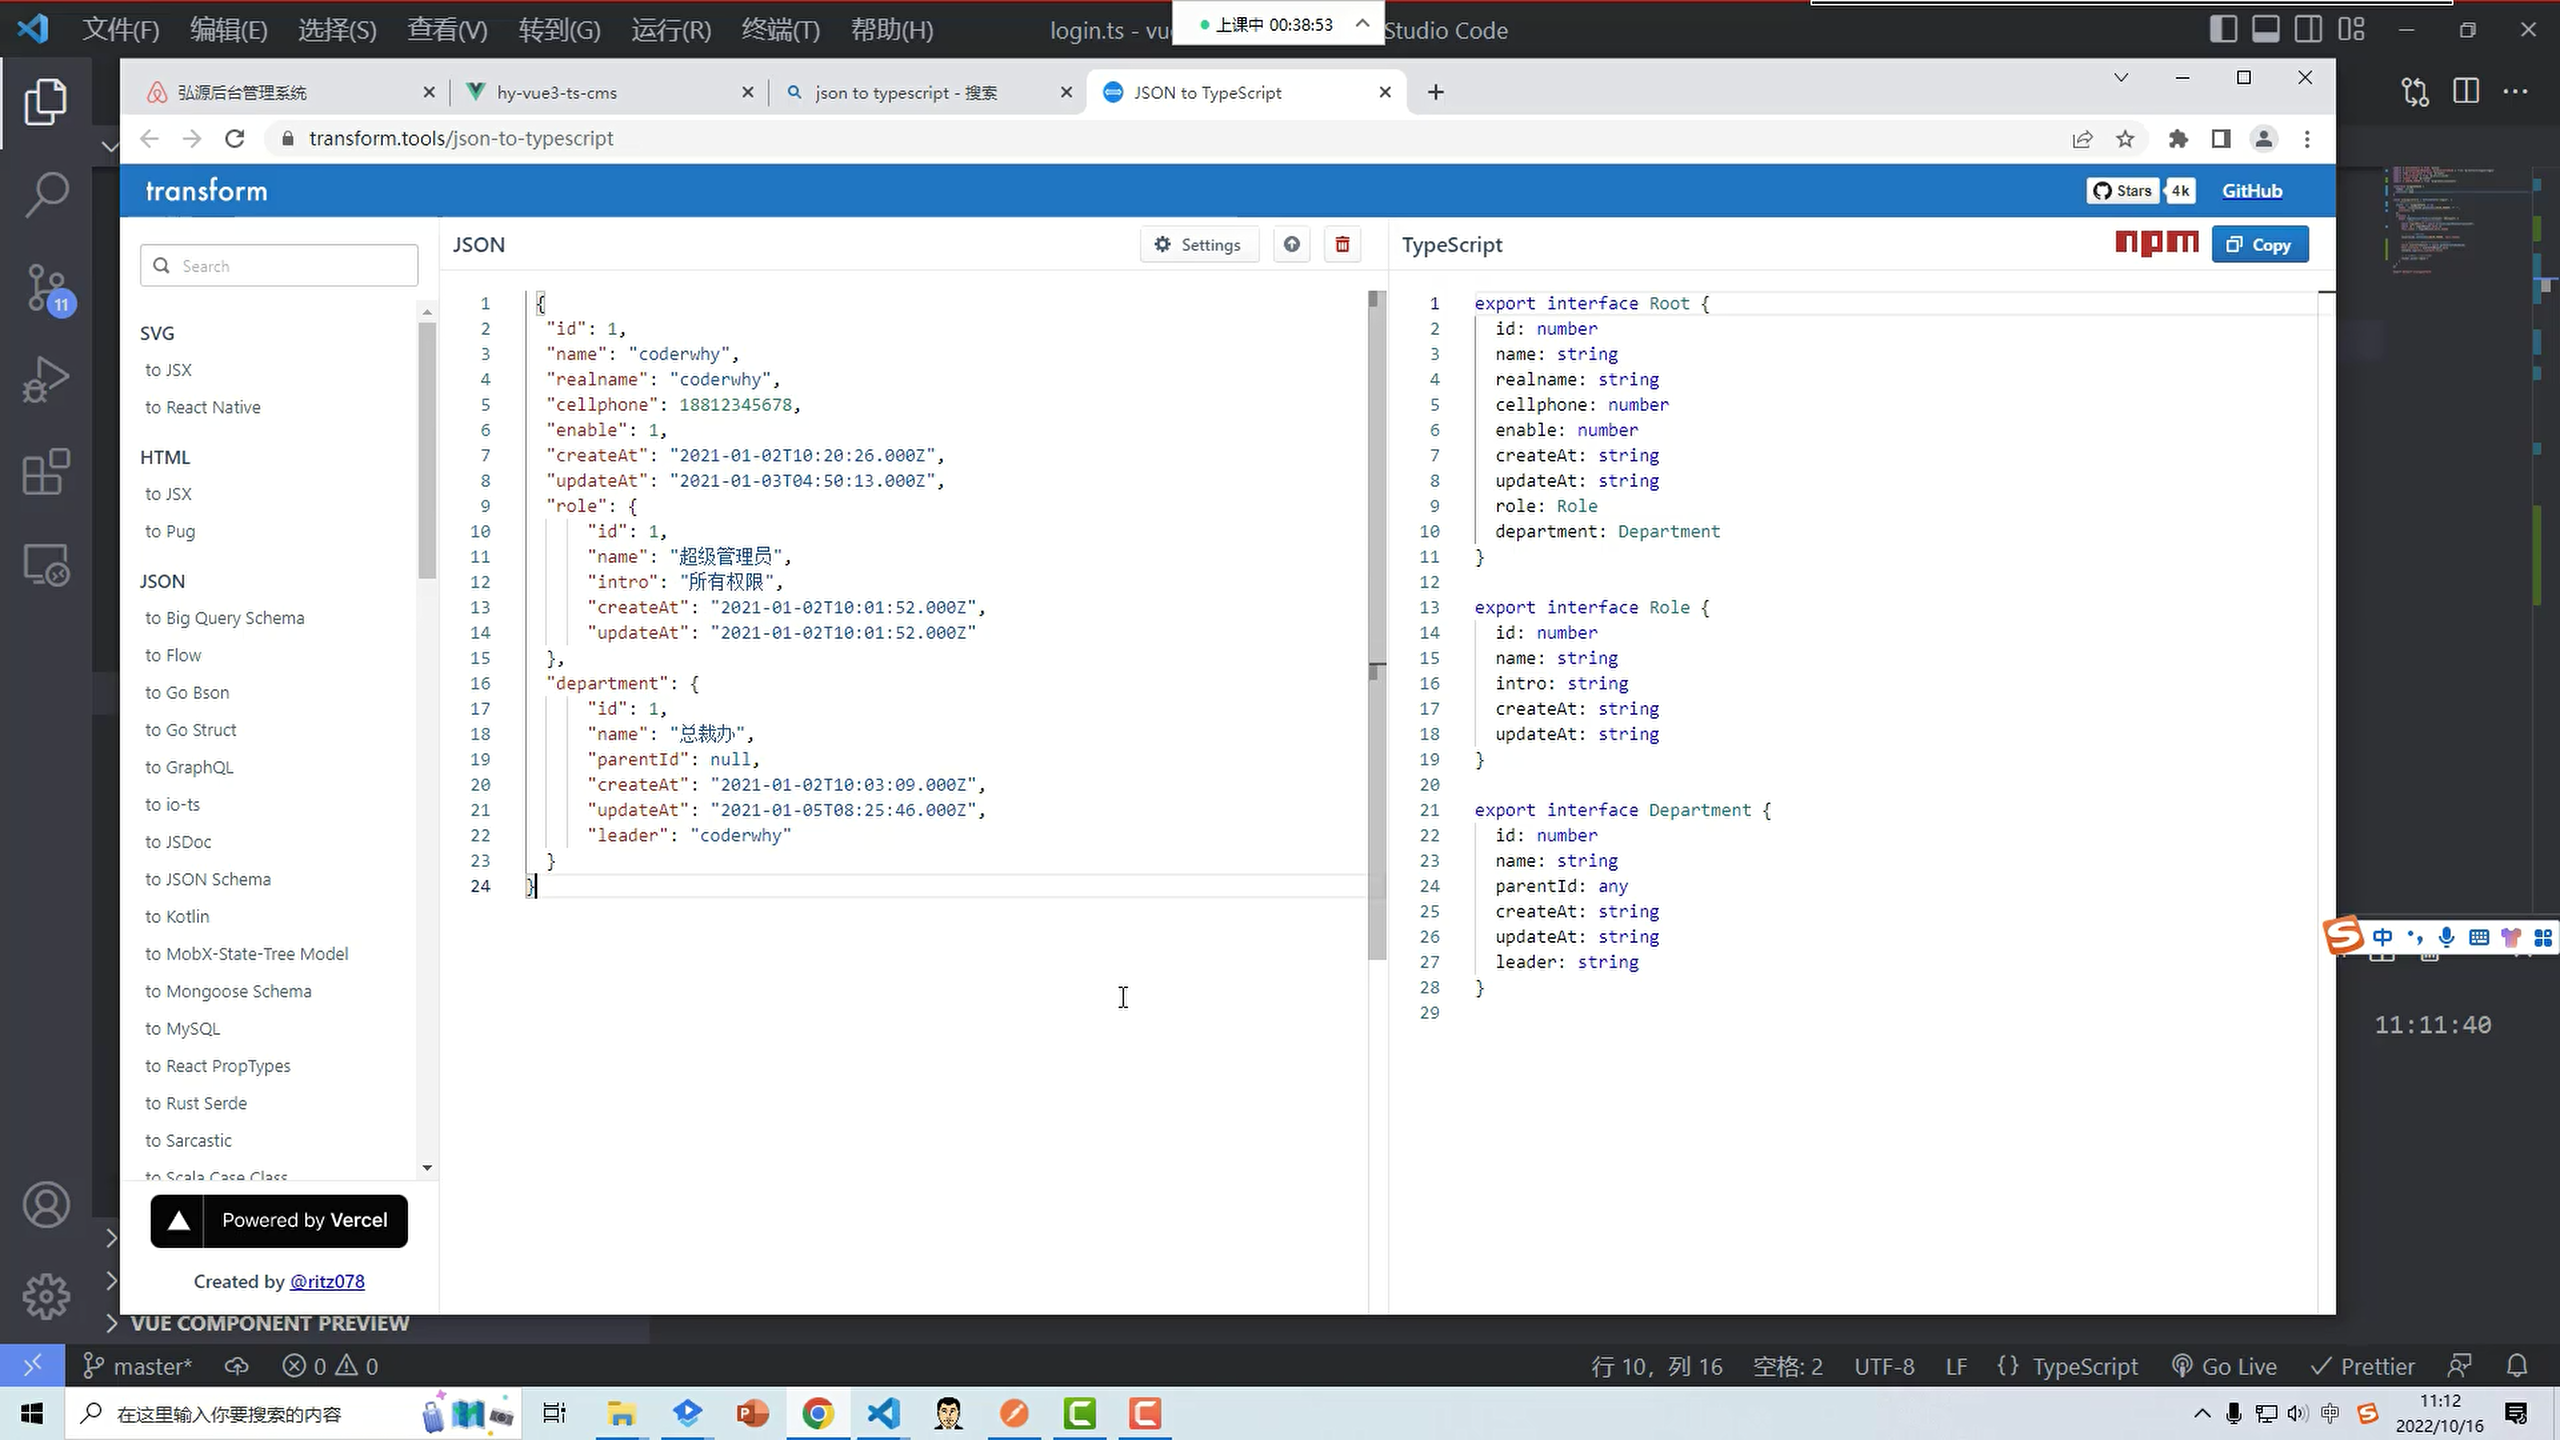 文件(F) 编辑(E) 选择(S) 查看(V) 转到(G) 运行(R) 终端(T) 帮助(H) login.ts - vue Studio Code
上课中 00:38:53
弘源后台管理系统 hy-vue3-ts-cms json to typescript - 搜索 JSON to TypeScript
transform.tools/json-to-typescript
transform Stars 4k GitHub
JSON Settings TypeScript npm Copy
Search
SVG
to JSX
to React Native
HTML
to JSX
to Pug
JSON
to Big Query Schema
to Flow
to Go Bson
to Go Struct
to GraphQL
to io-ts
to JSDoc
to JSON Schema
to Kotlin
to MobX-State-Tree Model
to Mongoose Schema
to MySQL
to React PropTypes
to Rust Serde
to Sarcastic
to Scala Case Class
Powered by Vercel
Created by @ritz078
1 {
2 "id": 1,
3 "name": "coderwhy",
4 "realname": "coderwhy",
5 "cellphone": 18812345678,
6 "enable": 1,
7 "createAt": "2021-01-02T10:20:26.000Z",
8 "updateAt": "2021-01-03T04:50:13.000Z",
9 "role": {
10 "id": 1,
11 "name": "超级管理员",
12 "intro": "所有权限",
13 "createAt": "2021-01-02T10:01:52.000Z",
14 "updateAt": "2021-01-02T10:01:52.000Z"
15 },
16 "department": {
17 "id": 1,
18 "name": "总裁办",
19 "parentId": null,
20 "createAt": "2021-01-02T10:03:09.000Z",
21 "updateAt": "2021-01-05T08:25:46.000Z",
22 "leader": "coderwhy"
23 }
24 }
1 export interface Root {
2 id: number
3 name: string
4 realname: string
5 cellphone: number
6 enable: number
7 createAt: string
8 updateAt: string
9 role: Role
10 department: Department
11 }
12
13 export interface Role {
14 id: number
15 name: string
16 intro: string
17 createAt: string
18 updateAt: string
19 }
20
21 export interface Department {
22 id: number
23 name: string
24 parentId: any
25 createAt: string
26 updateAt: string
27 leader: string
28 }
29
11
中
11:11:40
VUE COMPONENT PREVIEW
master* 0 0 行 10, 列 16 空格: 2 UTF-8 LF {} TypeScript Go Live Prettier
在这里输入你要搜索的内容
中
11:12
2022/10/16